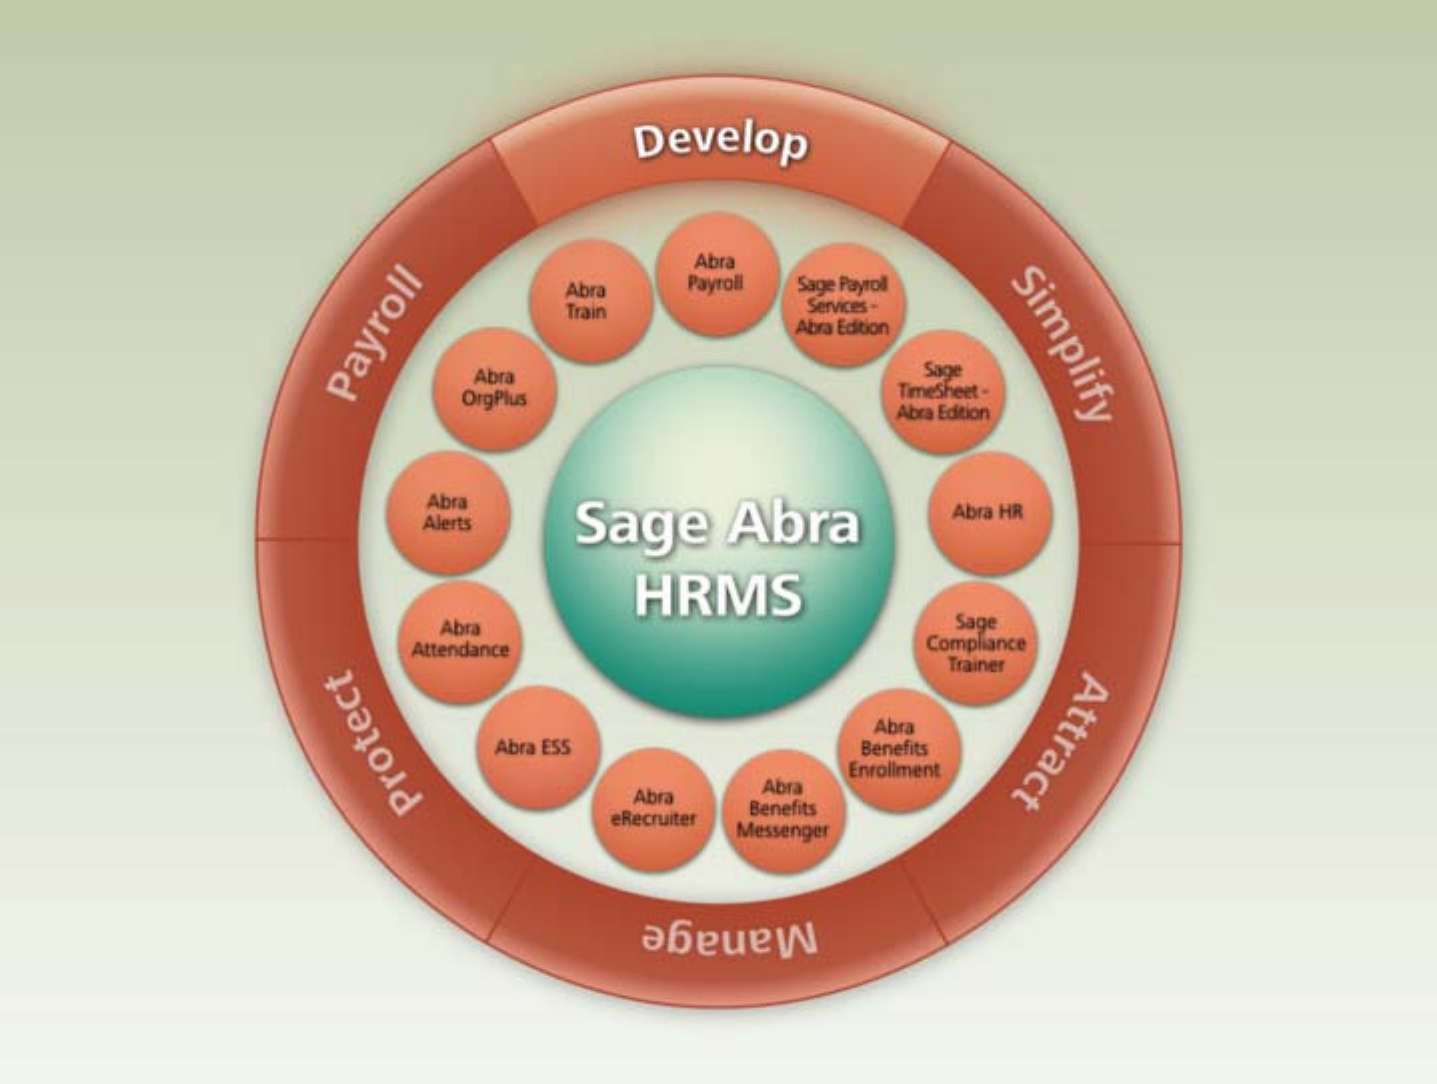 Develop
Simplify
Attract
Manage
Protect
Payroll
Abra
Payroll
Sage Payroll
Services -
Abra Edition
Sage
TimeSheet -
Abra Edition
Abra HR
Sage
Compliance
Trainer
Abra
Benefits
Enrollment
Abra
Benefits
Messenger
Abra
eRecruiter
Abra ESS
Abra
Attendance
Abra
Alerts
Abra
OrgPlus
Abra
Train
Sage Abra
HRMS